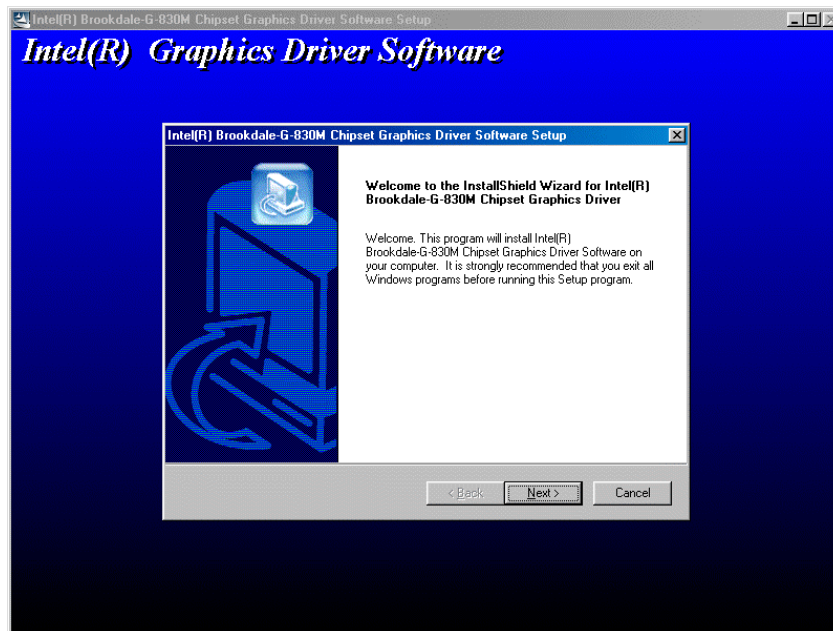 Intel(R) Brookdale-G-830M Chipset Graphics Driver Software Setup
Intel(R) Graphics Driver Software
Intel(R) Brookdale-G-830M Chipset Graphics Driver Software Setup
Welcome to the InstallShield Wizard for Intel(R)
Brookdale-G-830M Chipset Graphics Driver
Welcome. This program will install Intel(R)
Brookdale-G-830M Chipset Graphics Driver Software on
your computer. It is strongly recommended that you exit all
Windows programs before running this Setup program.
< Back Next > Cancel